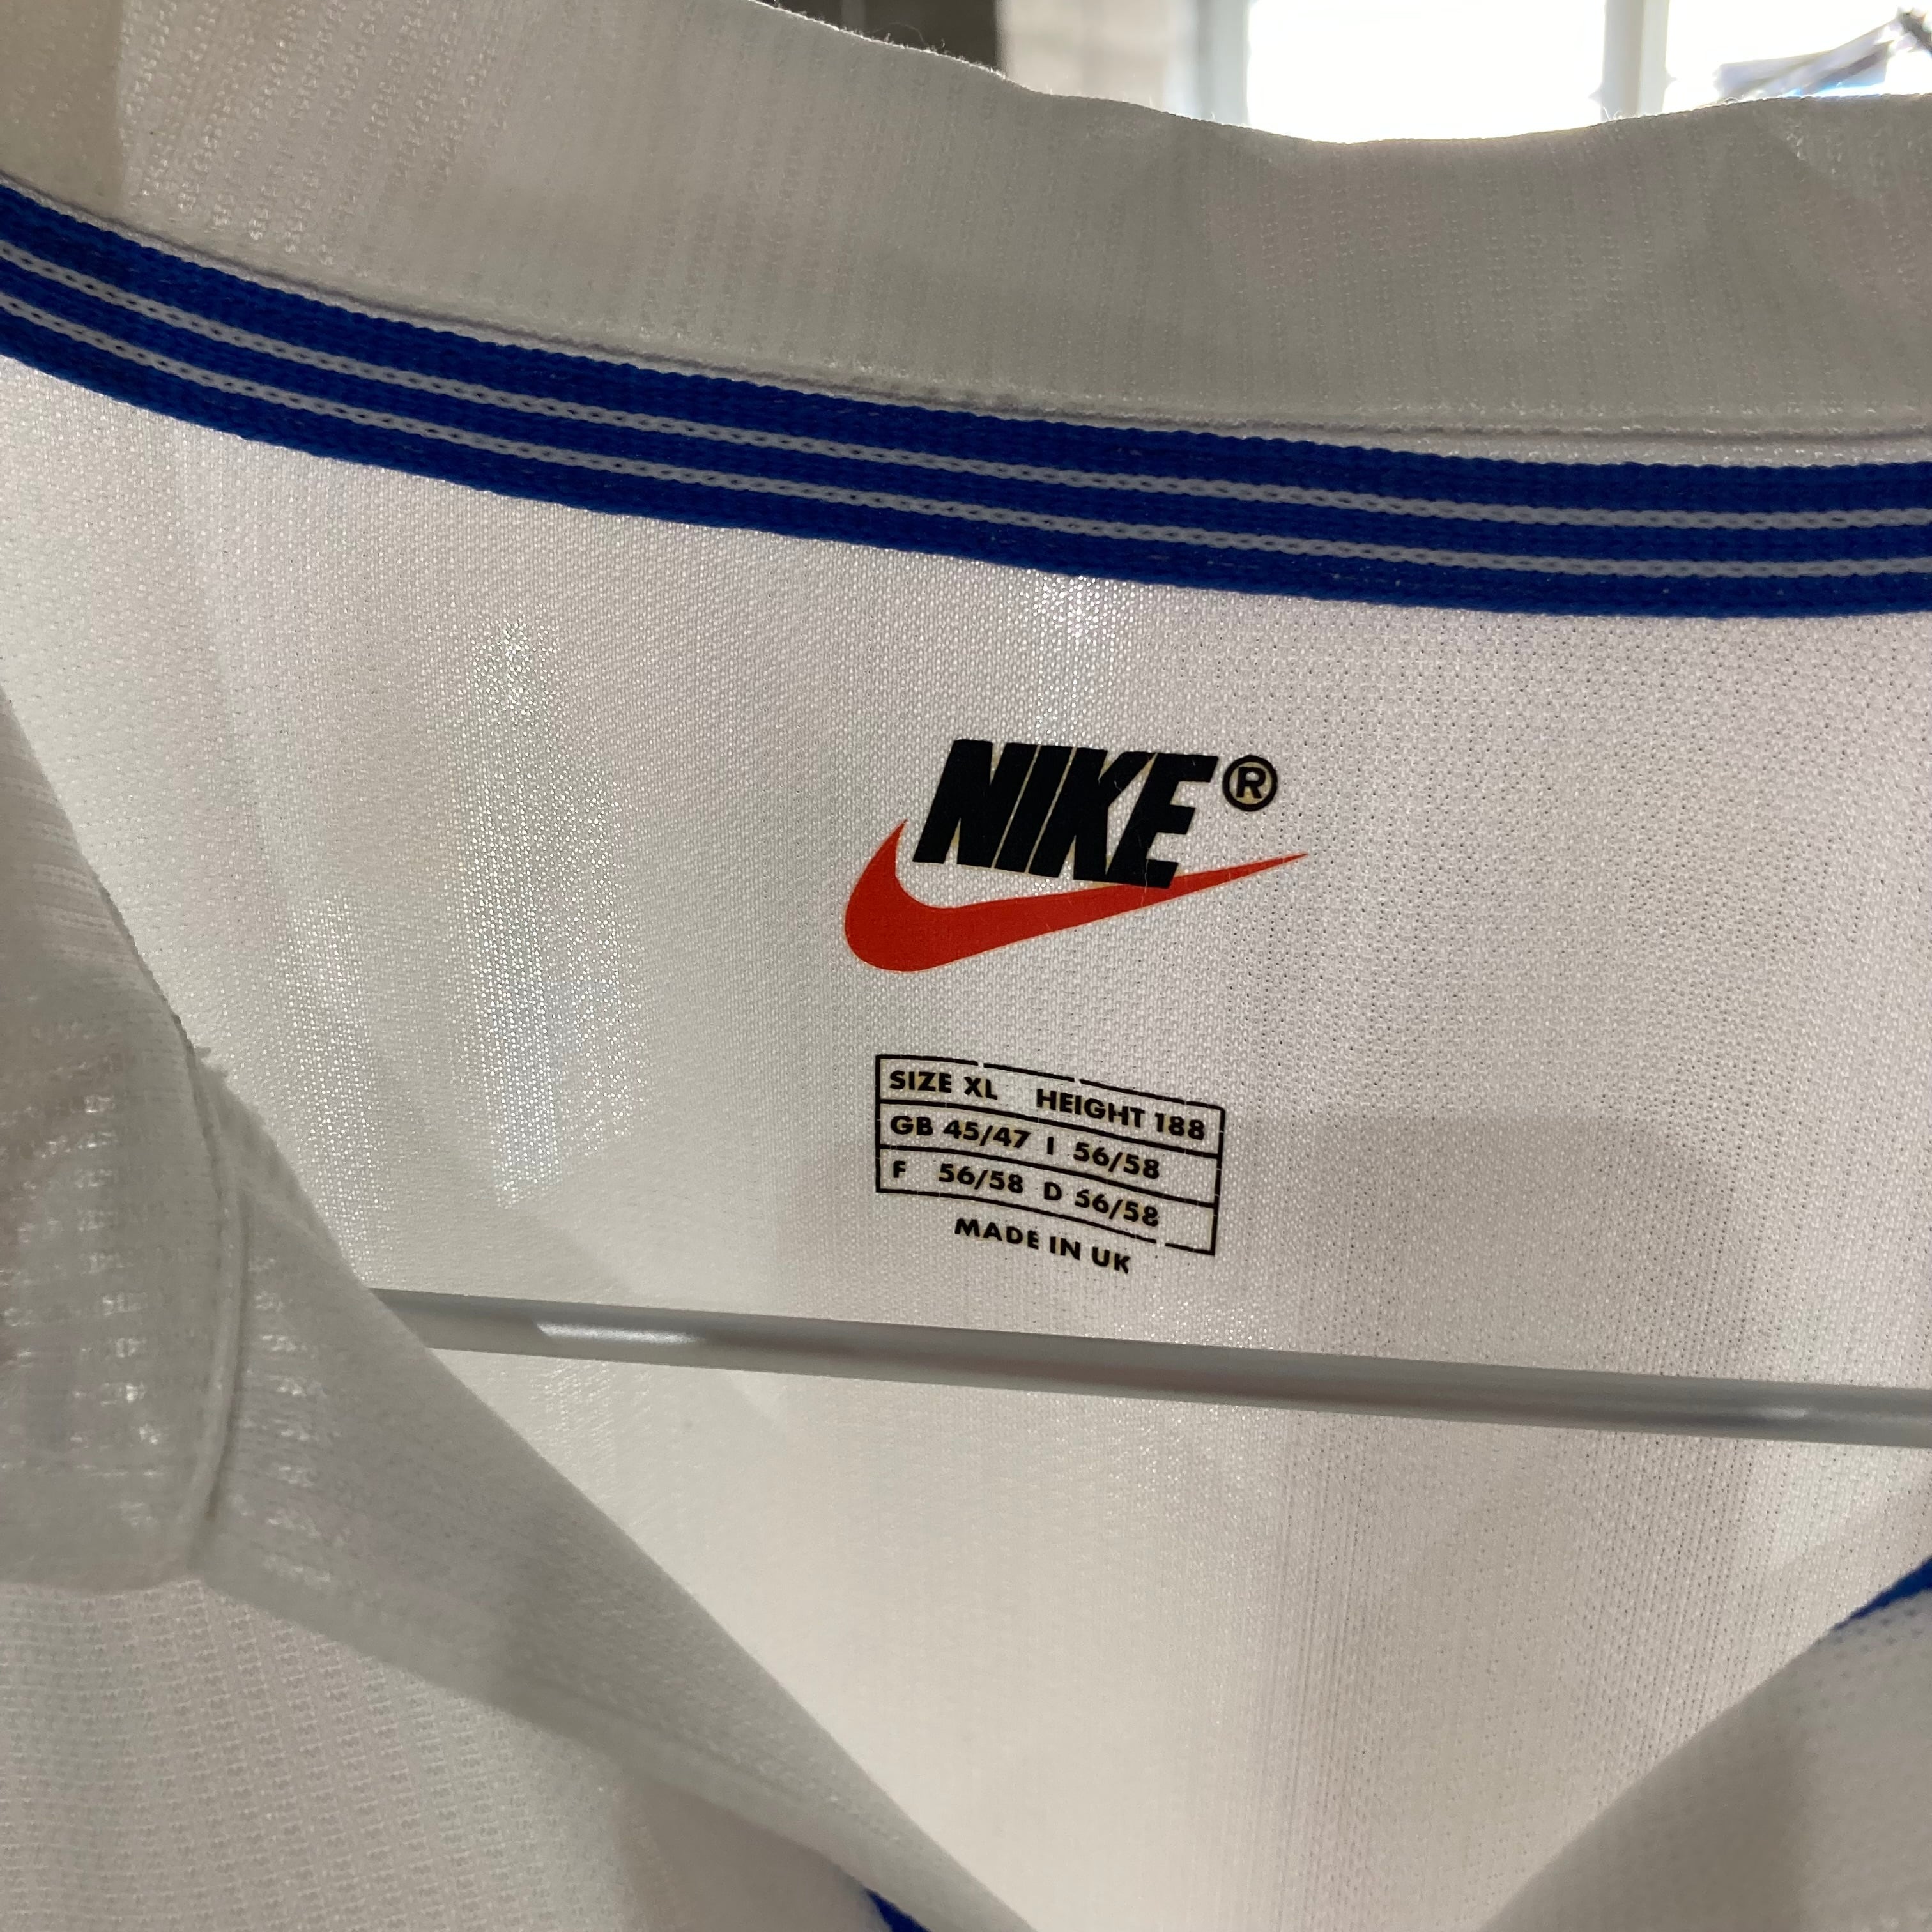 NIKE®
SIZE XL HEIGHT 188
GB 45/47 I 56/58
F 56/58 D 56/58
MADE IN UK